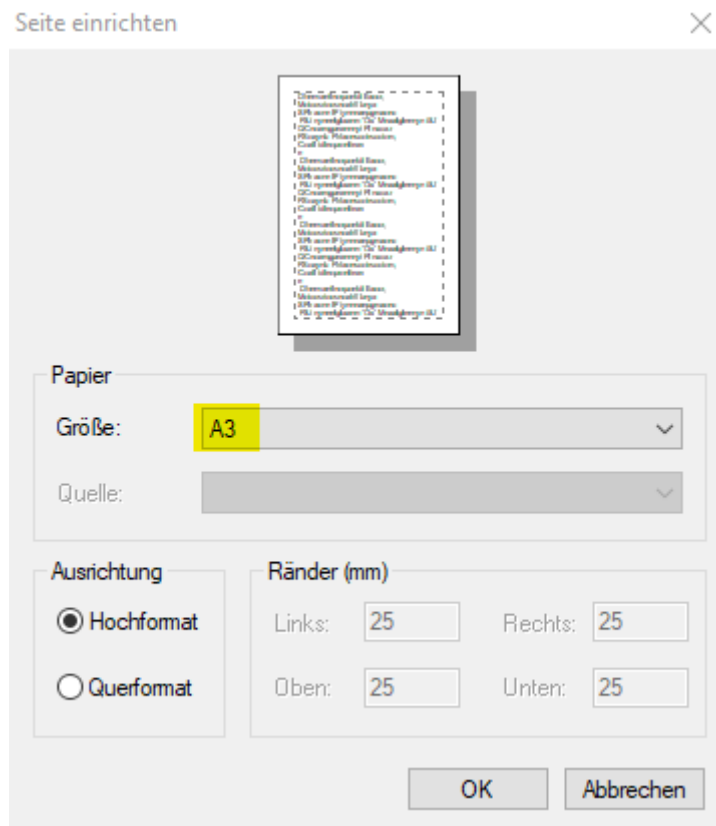 Seite einrichten
Papier
Größe: A3
Quelle:
Ausrichtung
Hochformat
Querformat
Ränder (mm)
Links: 25 Rechts: 25
Oben: 25 Unten: 25
OK Abbrechen